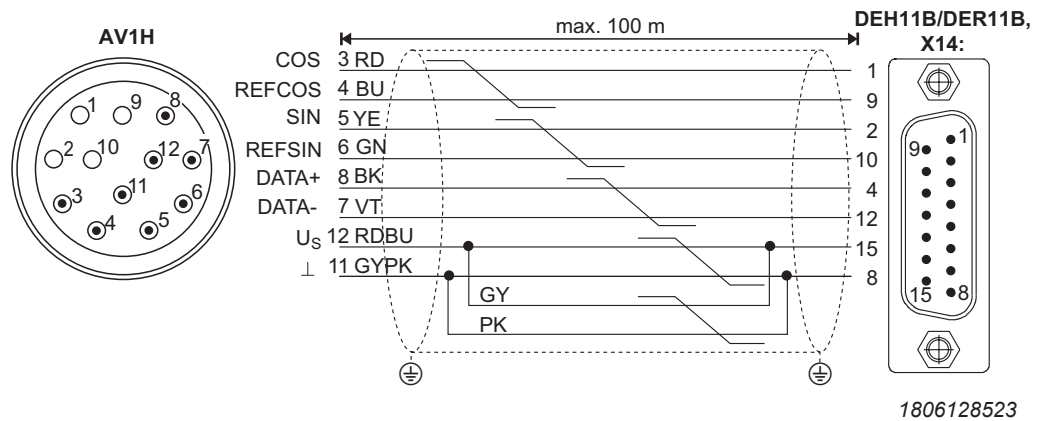 AV1H
max. 100 m
DEH11B/DER11B,
X14:
COS 3 RD 1
REFCOS 4 BU 9
SIN 5 YE 2
REFSIN 6 GN 10
DATA+ 8 BK 4
DATA- 7 VT 12
US 12 RDBU 15
⊥ 11 GYPK 8
GY
PK
1 9 8
2 10 12 7
3 11 6
4 5
9 1
15 8
1806128523